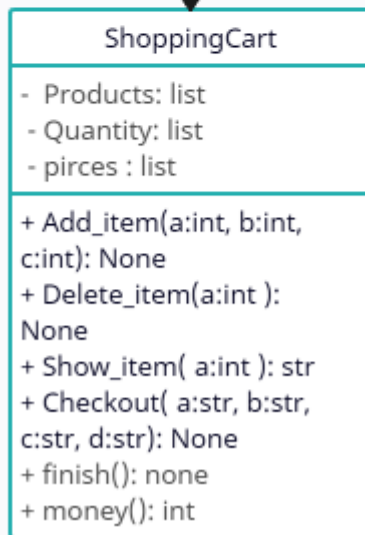 ShoppingCart
- Products: list
- Quantity: list
- pirces : list
+ Add_item(a:int, b:int,
c:int): None
+ Delete_item(a:int ):
None
+ Show_item( a:int ): str
+ Checkout( a:str, b:str,
c:str, d:str): None
+ finish(): none
+ money(): int